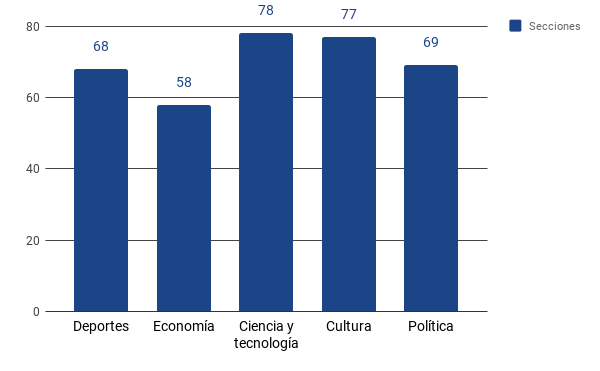 78
77
80
Secciones
68
69
58
60
40
20
0
Deportes
Economía
Ciencia y
tecnología
Cultura
Política